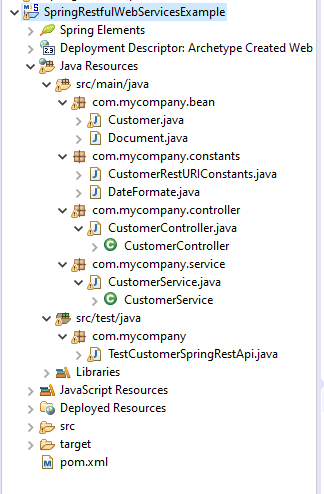 SpringRestfulWebServicesExample
Spring Elements
Deployment Descriptor: Archetype Created Web
Java Resources
src/main/java
com.mycompany.bean
Customer.java
Document.java
com.mycompany.constants
CustomerRestURIConstants.java
DateFormate.java
com.mycompany.controller
CustomerController.java
CustomerController
com.mycompany.service
CustomerService.java
CustomerService
src/test/java
com.mycompany
TestCustomerSpringRestApi.java
Libraries
JavaScript Resources
Deployed Resources
src
target
pom.xml